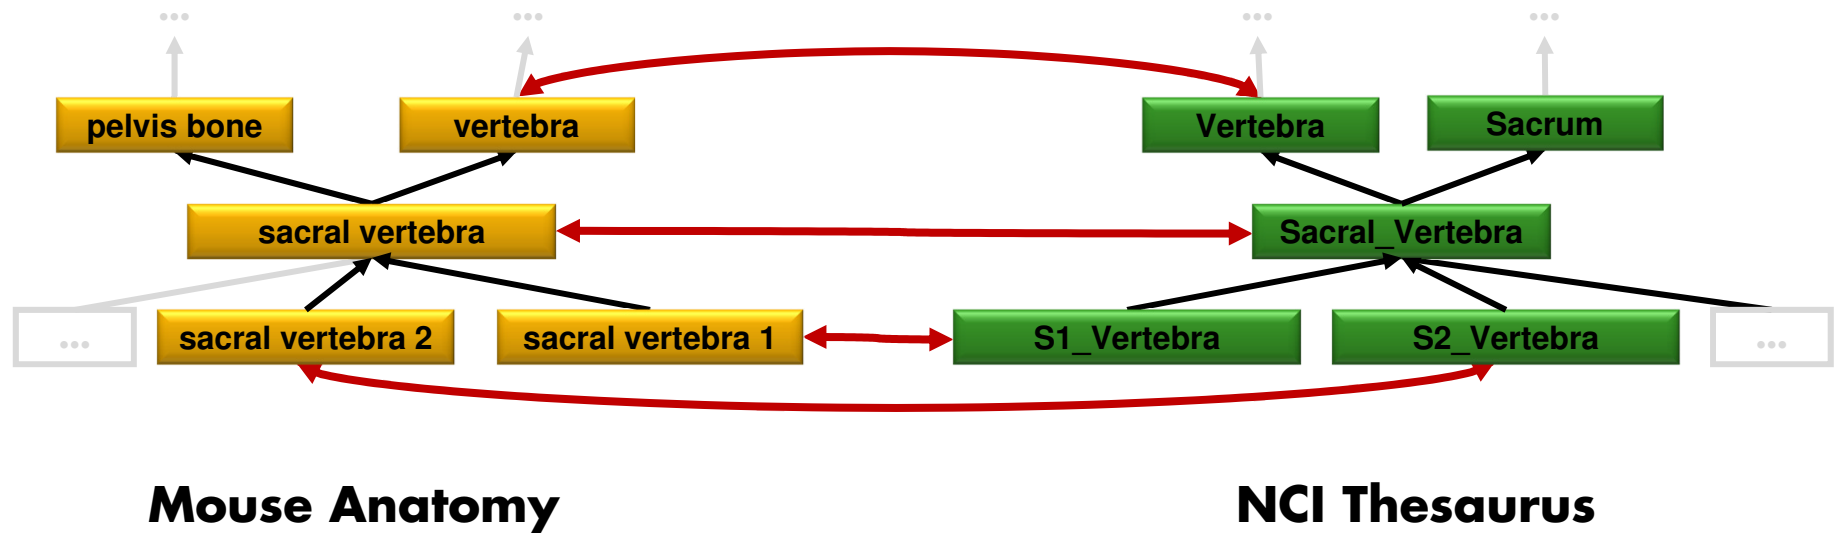 ... ... ... ...
pelvis bone vertebra Vertebra Sacrum
sacral vertebra Sacral_Vertebra
... sacral vertebra 2 sacral vertebra 1 S1_Vertebra S2_Vertebra ...
Mouse Anatomy NCI Thesaurus